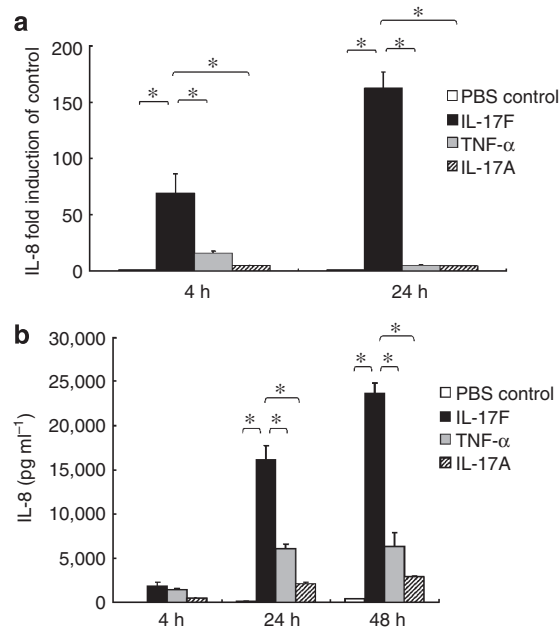 a
IL-8 fold induction of control
200
150
100
50
0
* * *
* * *
4 h 24 h
PBS control
IL-17F
TNF-α
IL-17A
b
IL-8 (pg ml⁻¹)
30,000
25,000
20,000
15,000
10,000
5,000
0
* * *
* * *
4 h 24 h 48 h
PBS control
IL-17F
TNF-α
IL-17A